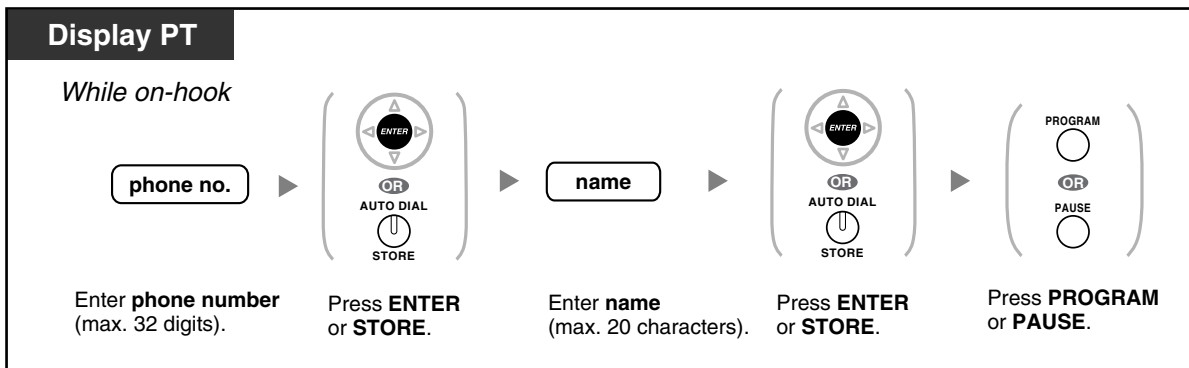 Display PT
While on-hook
phone no.
ENTER
OR
AUTO DIAL
STORE
name
ENTER
OR
AUTO DIAL
STORE
PROGRAM
OR
PAUSE
Enter phone number
(max. 32 digits).
Press ENTER
or STORE.
Enter name
(max. 20 characters).
Press ENTER
or STORE.
Press PROGRAM
or PAUSE.